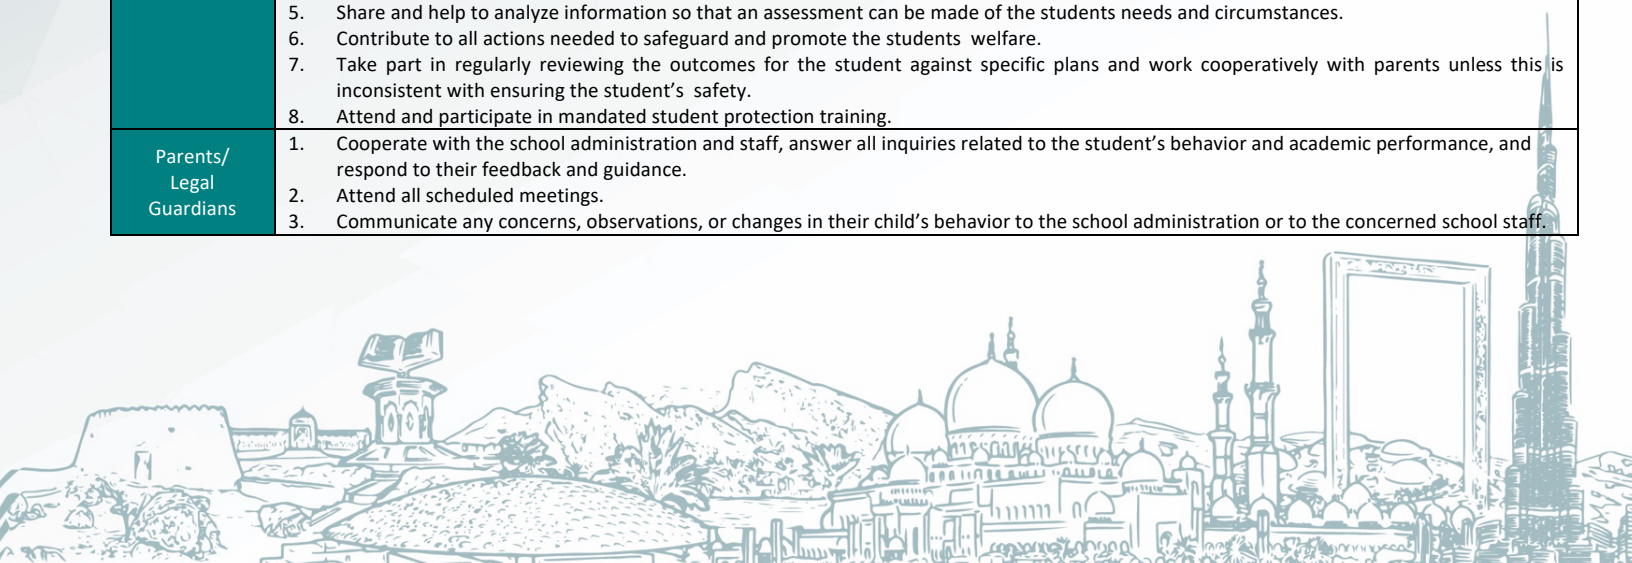 5. Share and help to analyze information so that an assessment can be made of the students needs and circumstances.
6. Contribute to all actions needed to safeguard and promote the students  welfare.
7. Take part in regularly reviewing the outcomes for the student against specific plans and work cooperatively with parents unless this is
inconsistent with ensuring the student’s  safety.
8. Attend and participate in mandated student protection training.
Parents/
Legal
Guardians
1. Cooperate with the school administration and staff, answer all inquiries related to the student’s behavior and academic performance, and
respond to their feedback and guidance.
2. Attend all scheduled meetings.
3. Communicate any concerns, observations, or changes in their child’s behavior to the school administration or to the concerned school staff.